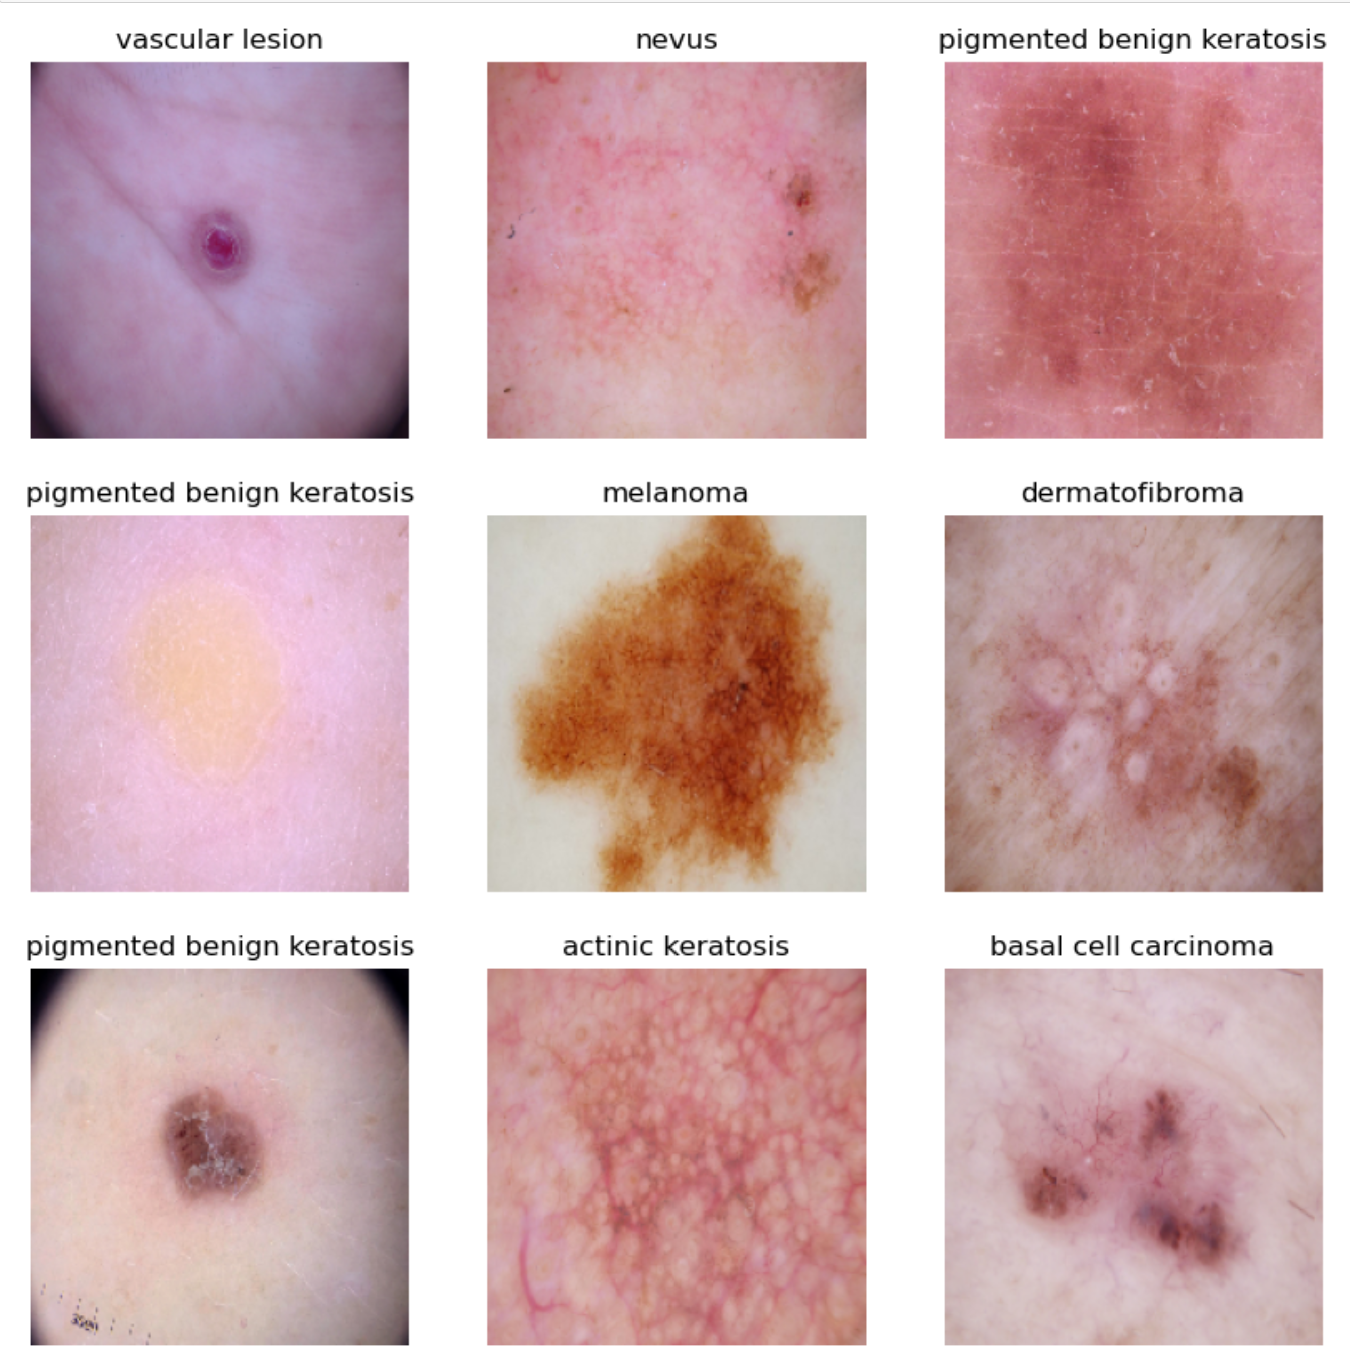 vascular lesion
nevus
pigmented benign keratosis
pigmented benign keratosis
melanoma
dermatofibroma
pigmented benign keratosis
actinic keratosis
basal cell carcinoma